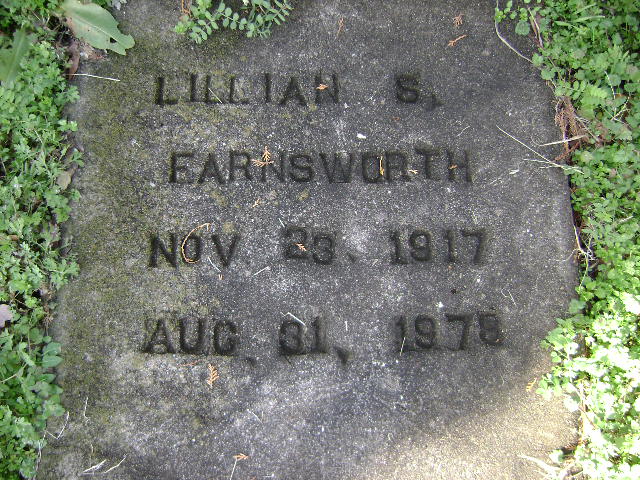 LILLIAN S.
FARNSWORTH
NOV 23. 1917
AUG. 31, 1975